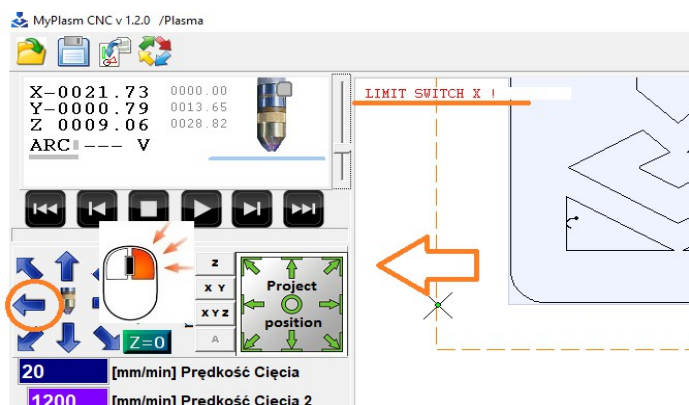 MyPlasm CNC v 1.2.0 /Plasma
X-0021.73 0000.00
Y-0000.79 0013.65
Z 0009.06 0028.82
ARC --- V
LIMIT SWITCH X !
Z
X Y
X Y Z
A
Z=0
Project
position
20 [mm/min] Prędkość Cięcia
1200 [mm/min] Prędkość Cięcia 2